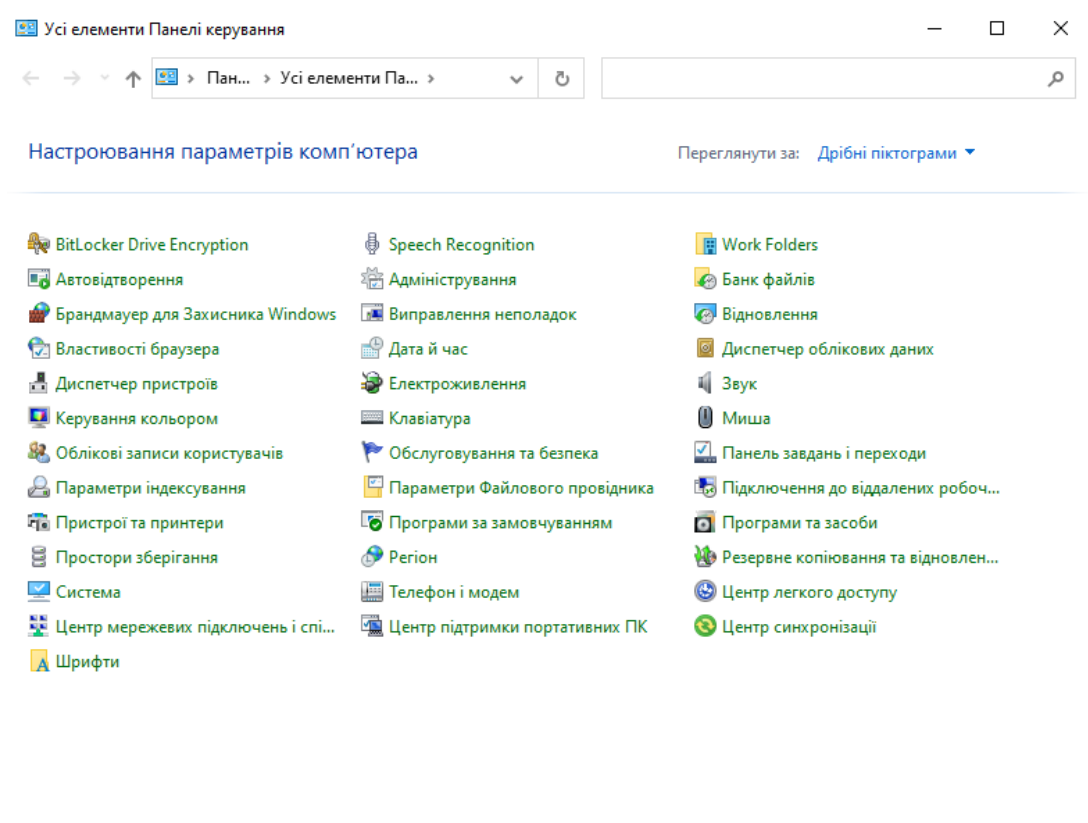 Усі елементи Панелі керування
Пан... Усі елементи Па...
Настроювання параметрів комп'ютера
Переглянути за: Дрібні піктограми
BitLocker Drive Encryption Speech Recognition Work Folders
Автовідтворення Адміністрування Банк файлів
Брандмауер для Захисника Windows Виправлення неполадок Відновлення
Властивості браузера Дата й час Диспетчер облікових даних
Диспетчер пристроїв Електроживлення Звук
Керування кольором Клавіатура Миша
Облікові записи користувачів Обслуговування та безпека Панель завдань і переходи
Параметри індексування Параметри Файлового провідника Підключення до віддалених робоч...
Пристрої та принтери Програми за замовчуванням Програми та засоби
Простори зберігання Регіон Резервне копіювання та відновлен...
Система Телефон і модем Центр легкого доступу
Центр мережевих підключень і спі... Центр підтримки портативних ПК Центр синхронізації
Шрифти